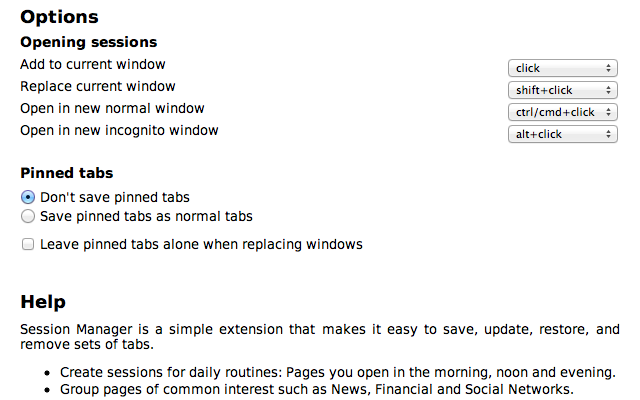 Options
Opening sessions
Add to current window click
Replace current window shift+click
Open in new normal window ctrl/cmd+click
Open in new incognito window alt+click
Pinned tabs
Don't save pinned tabs
Save pinned tabs as normal tabs
Leave pinned tabs alone when replacing windows
Help
Session Manager is a simple extension that makes it easy to save, update, restore, and
remove sets of tabs.
• Create sessions for daily routines: Pages you open in the morning, noon and evening.
• Group pages of common interest such as News, Financial and Social Networks.